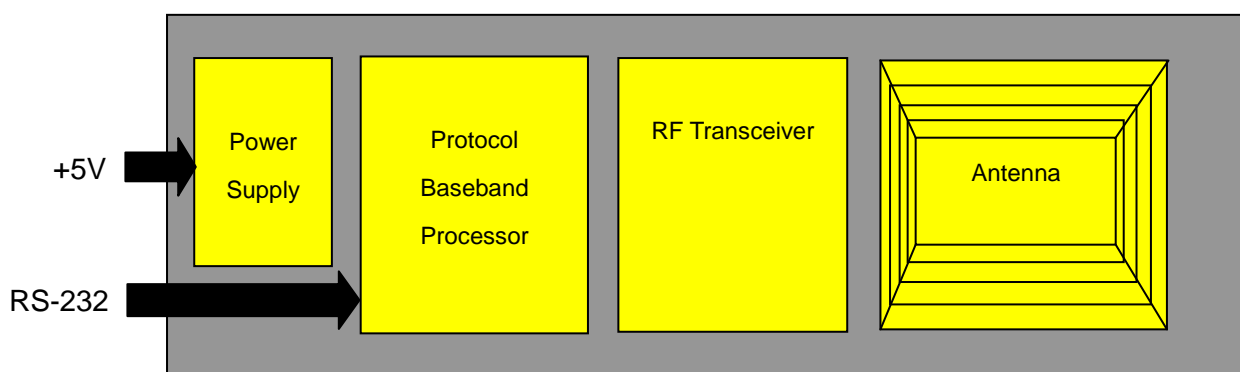 +5V
RS-232
Power
Supply
Protocol
Baseband
Processor
RF Transceiver
Antenna